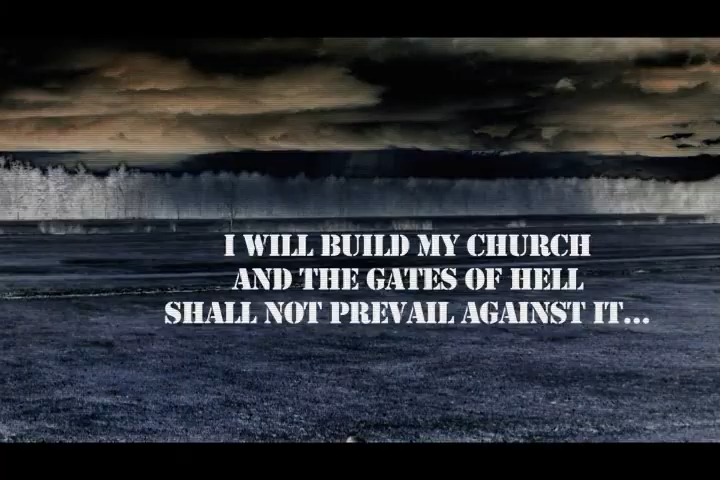 I WILL BUILD MY CHURCH
AND THE GATES OF HELL
SHALL NOT PREVAIL AGAINST IT...